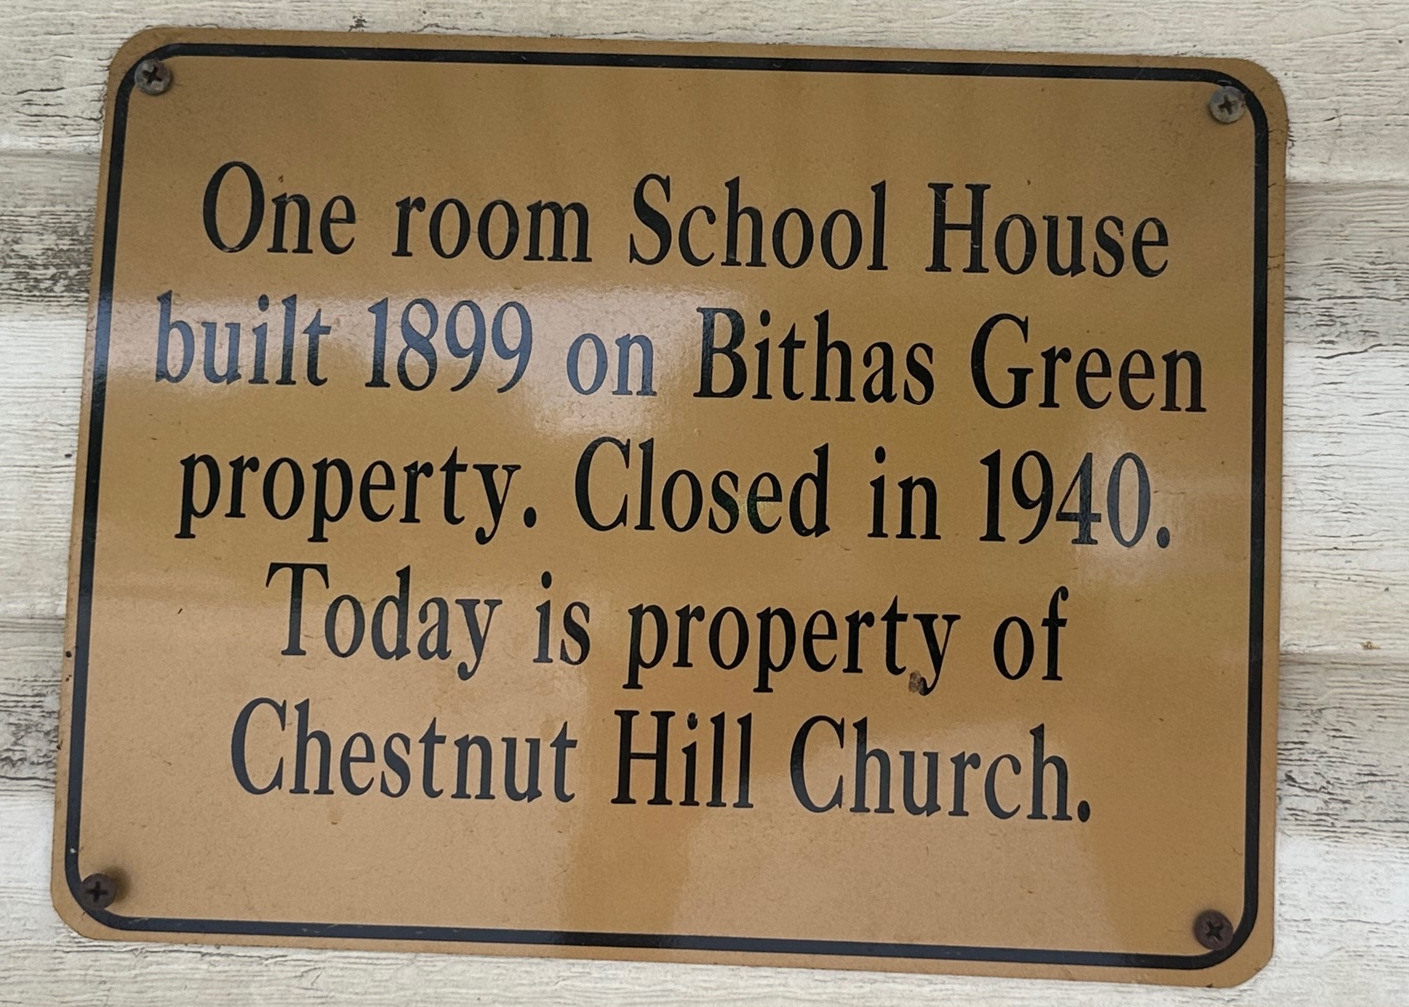 One room School House
built 1899 on Bithas Green
property. Closed in 1940.
Today is property of
Chestnut Hill Church.